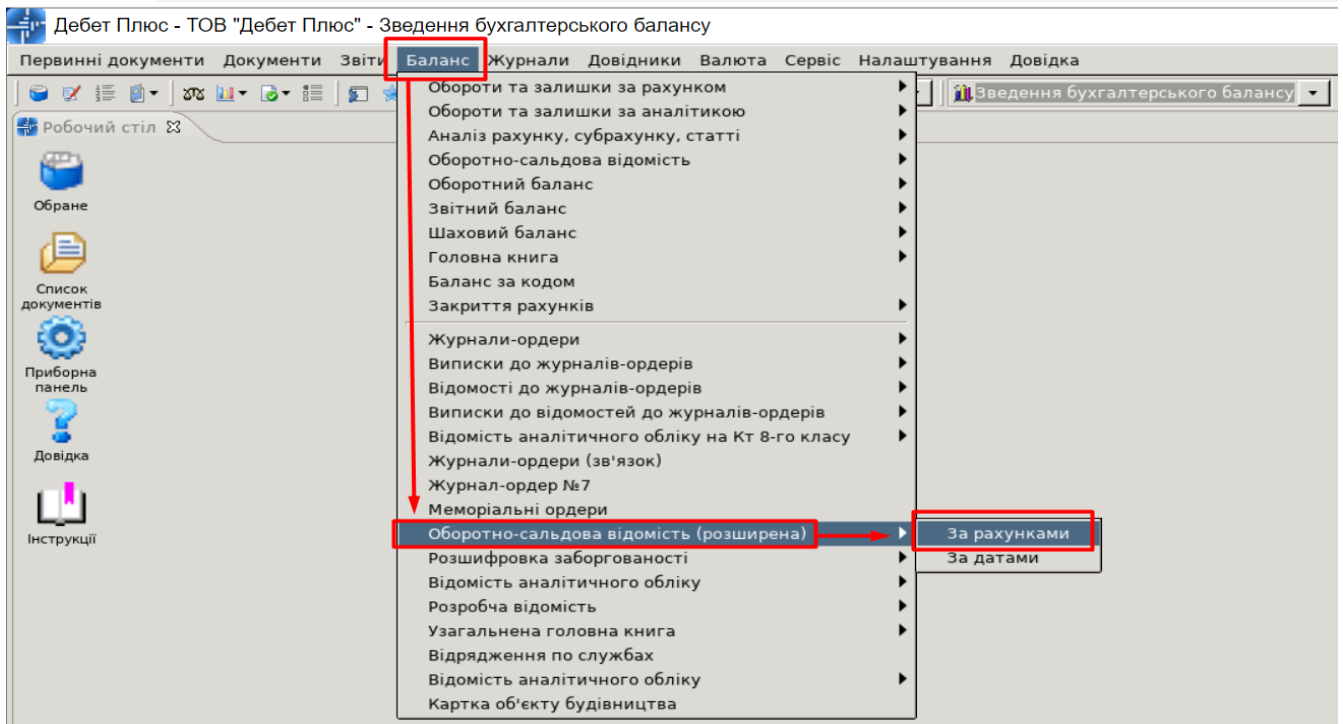 Дебет Плюс - ТОВ "Дебет Плюс" - Зведення бухгалтерського балансу
Первинні документи Документи Звіти Баланс Журнали Довідники Валюта Сервіс Налаштування Довідка
Зведення бухгалтерського балансу
Робочий стіл
Обране
Список
документів
Приборна
панель
Довідка
Інструкції
Обороти та залишки за рахунком
Обороти та залишки за аналітикою
Аналіз рахунку, субрахунку, статті
Оборотно-сальдова відомість
Оборотний баланс
Звітний баланс
Шаховий баланс
Головна книга
Баланс за кодом
Закриття рахунків
Журнали-ордери
Виписки до журналів-ордерів
Відомості до журналів-ордерів
Виписки до відомостей до журналів-ордерів
Відомість аналітичного обліку на Кт 8-го класу
Журнали-ордери (зв'язок)
Журнал-ордер №7
Меморіальні ордери
Оборотно-сальдова відомість (розширена)
Розшифровка заборгованості
Відомість аналітичного обліку
Розробча відомість
Узагальнена головна книга
Відрядження по службах
Відомість аналітичного обліку
Картка об'єкту будівництва
За рахунками
За датами